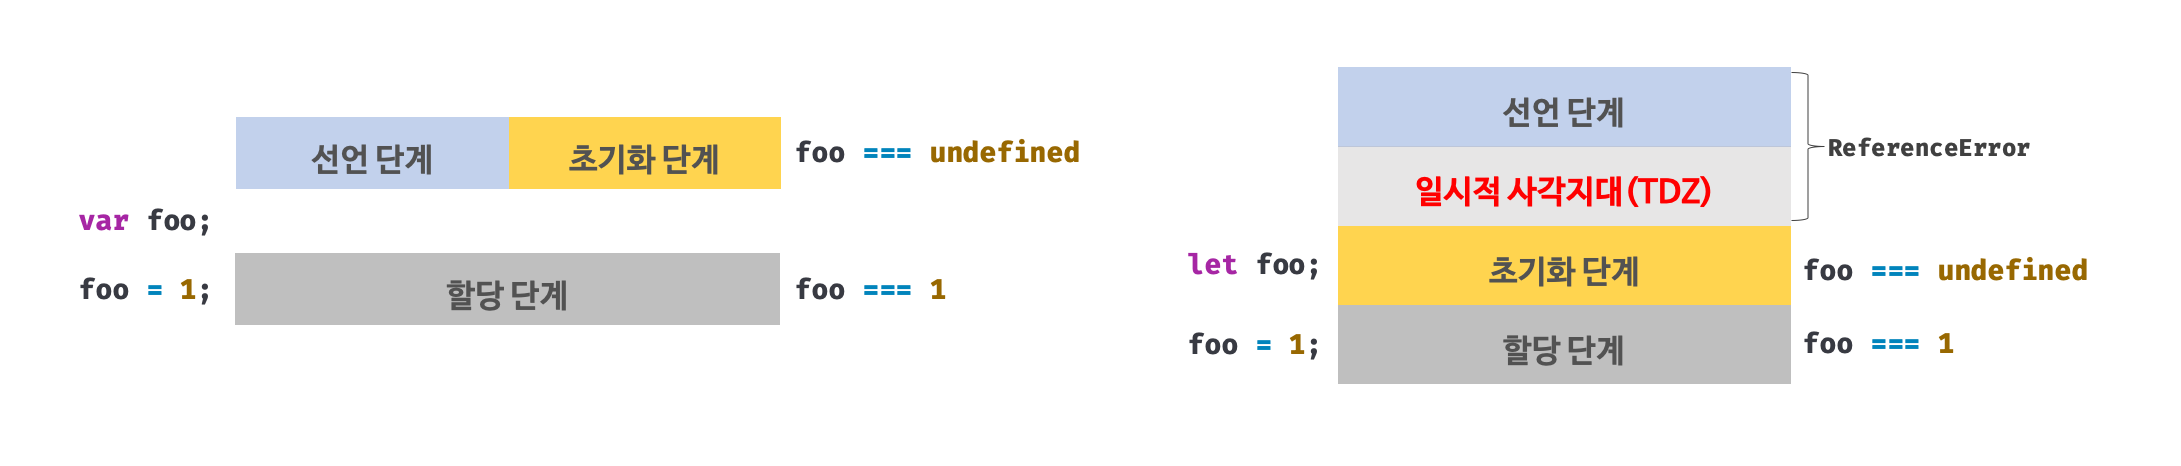 선언 단계 초기화 단계 foo === undefined
var foo;
foo = 1; 할당 단계 foo === 1
선언 단계
일시적 사각지대(TDZ)
ReferenceError
let foo; 초기화 단계 foo === undefined
foo = 1; 할당 단계 foo === 1